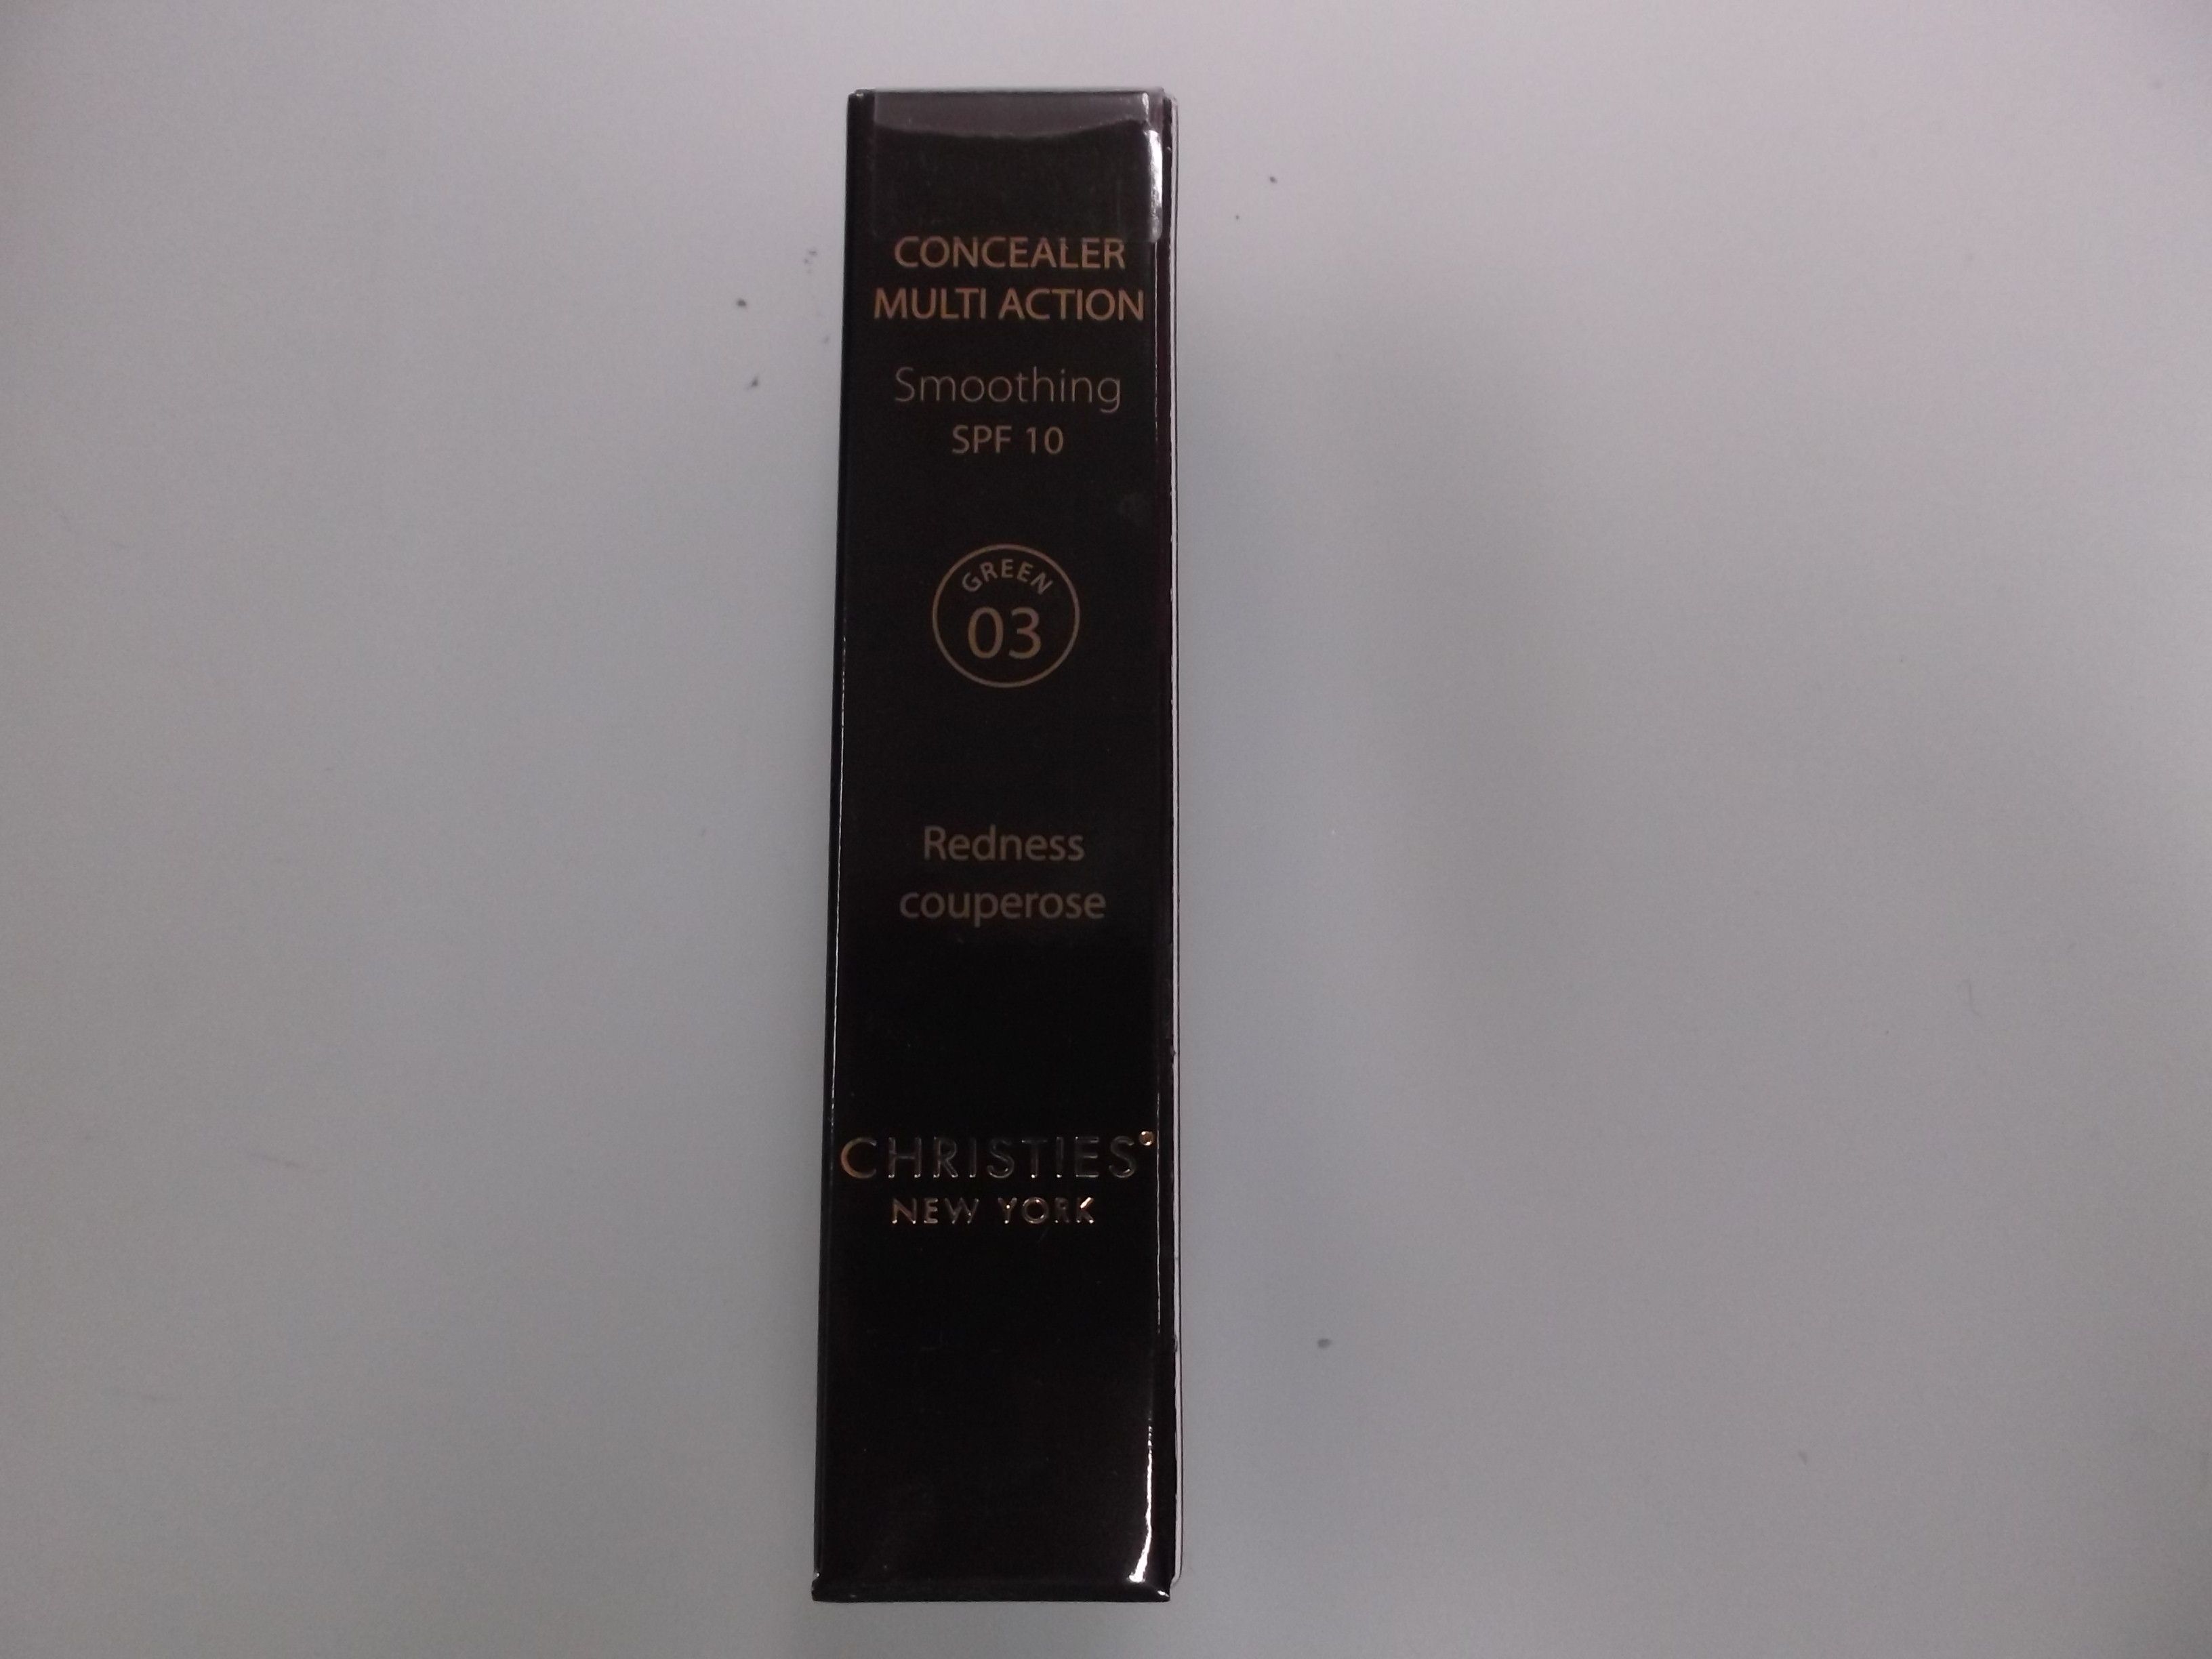 CONCEALER
MULTI ACTION
Smoothing
SPF 10
GREEN
03
Redness
couperose
CHRISTIES
NEW YORK